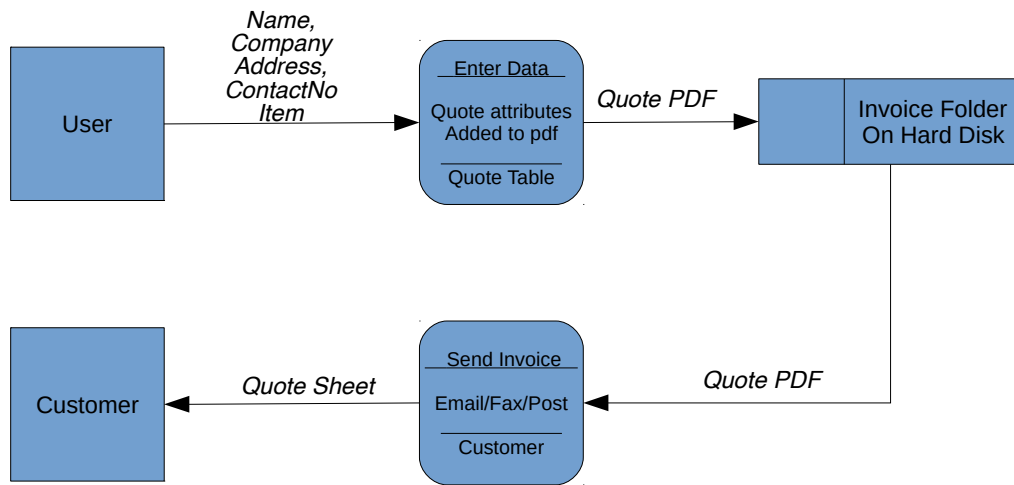 Name,
Company
Address,
ContactNo
Item
User
Enter Data
Quote attributes
Added to pdf
Quote Table
Quote PDF
Invoice Folder
On Hard Disk
Customer
Quote Sheet
Send Invoice
Email/Fax/Post
Customer
Quote PDF